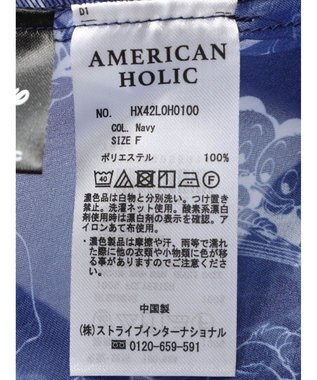 D1
AMERICAN
HOLIC
NO. HX42L0H0100
COL. Navy
SIZE F
ポリエステル 100%
40 F
濃色品は白物と分別洗い。つけ置き
禁止。洗濯ネット使用。酸素系漂白
剤使用時は漂白剤の表示を確認。アイ
ロンあて布使用。
・濃色製品は摩擦や汗、雨等で濡れ
た際に他の衣類や小物類に色が移
る事がありますのでご注意ください。
中国製
(株)ストライプインターナショナル
☎ 0120-659-591